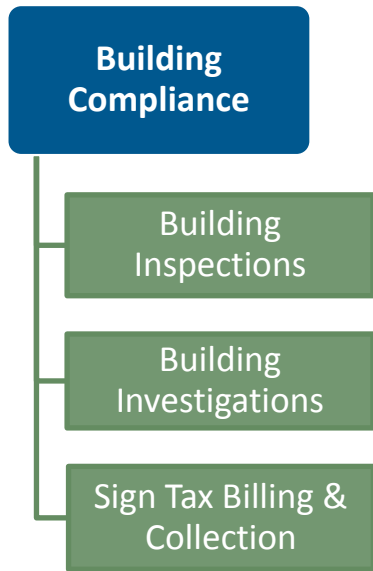 Building
Compliance
Building
Inspections
Building
Investigations
Sign Tax Billing &
Collection